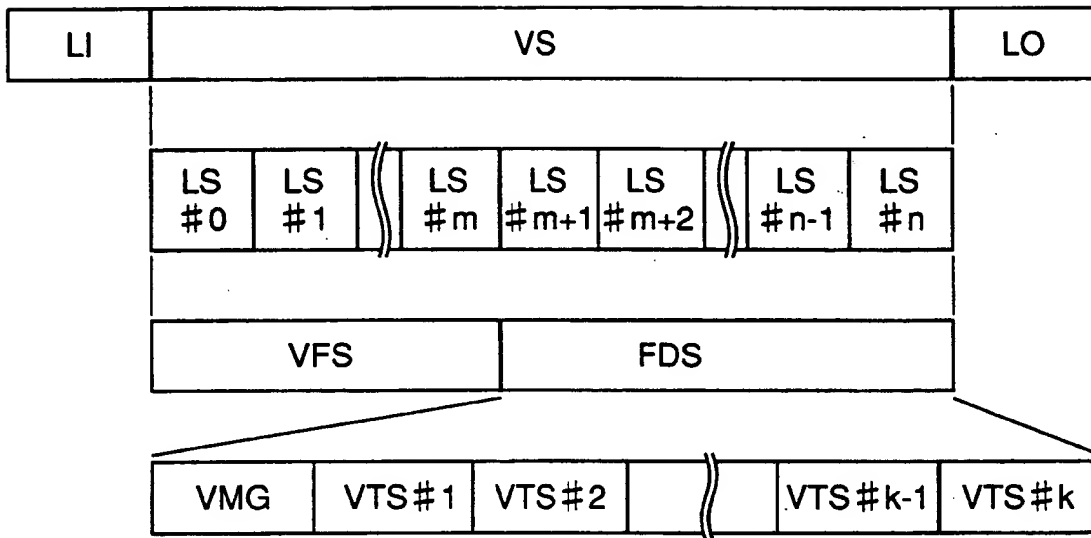 LI VS LO
LS LS LS LS LS LS LS
#0 #1 #m #m+1 #m+2 #n-1 #n
VFS FDS
VMG VTS#1 VTS#2 VTS#k-1 VTS#k